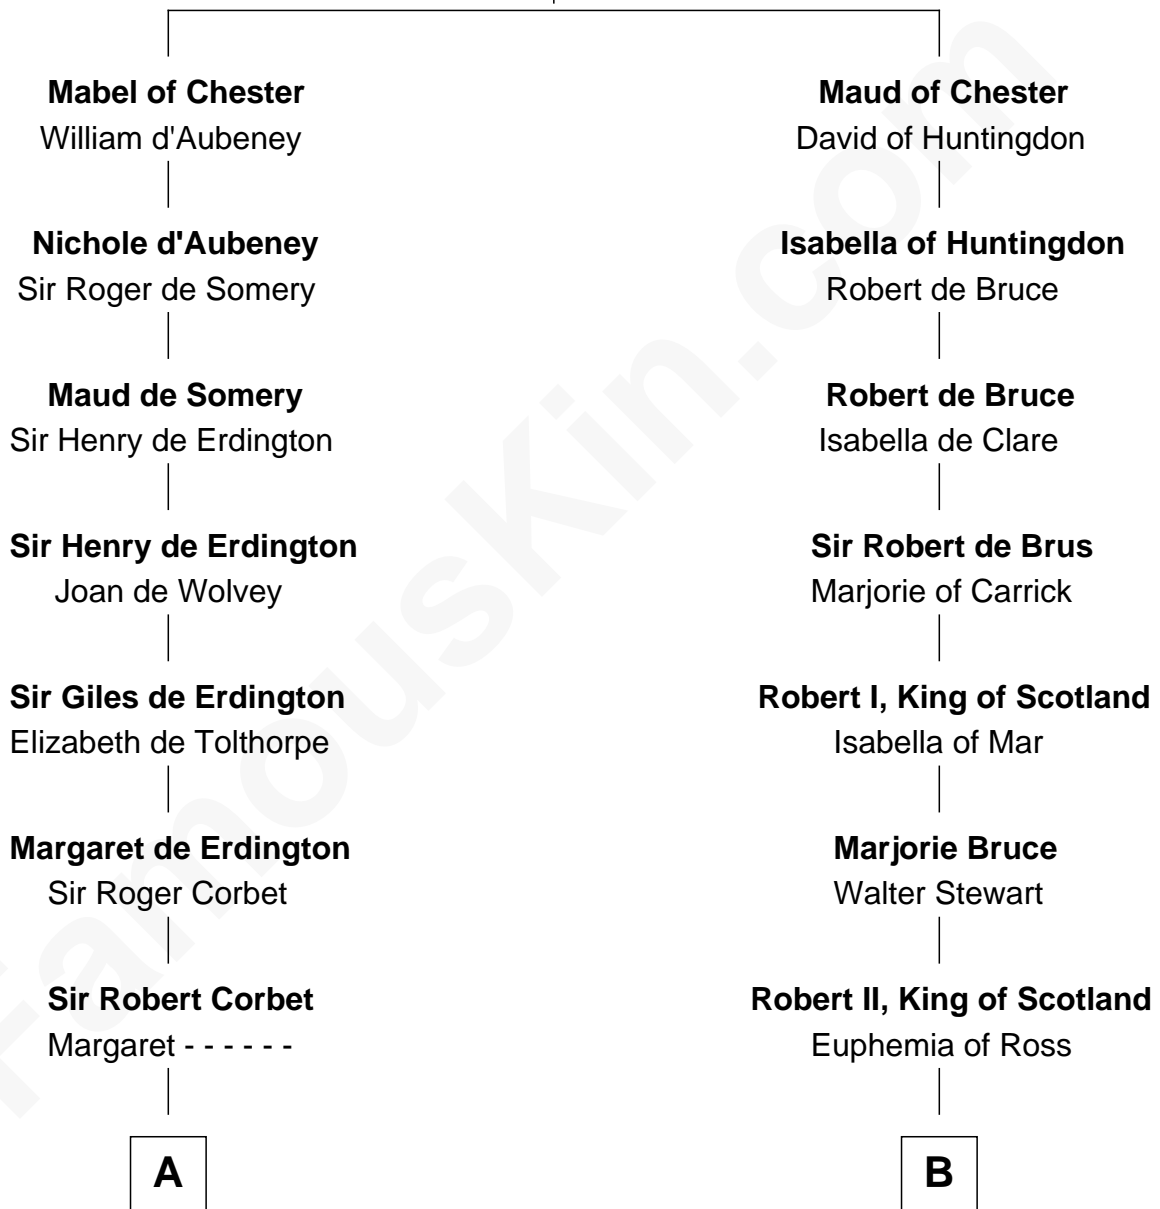 Mabel of Chester
William d'Aubeney
Nichole d'Aubeney
Sir Roger de Somery
Maud de Somery
Sir Henry de Erdington
Sir Henry de Erdington
Joan de Wolvey
Sir Giles de Erdington
Elizabeth de Tolthorpe
Margaret de Erdington
Sir Roger Corbet
Sir Robert Corbet
Margaret - - - - - -
A
Maud of Chester
David of Huntingdon
Isabella of Huntingdon
Robert de Bruce
Robert de Bruce
Isabella de Clare
Sir Robert de Brus
Marjorie of Carrick
Robert I, King of Scotland
Isabella of Mar
Marjorie Bruce
Walter Stewart
Robert II, King of Scotland
Euphemia of Ross
B
FamousKin.com